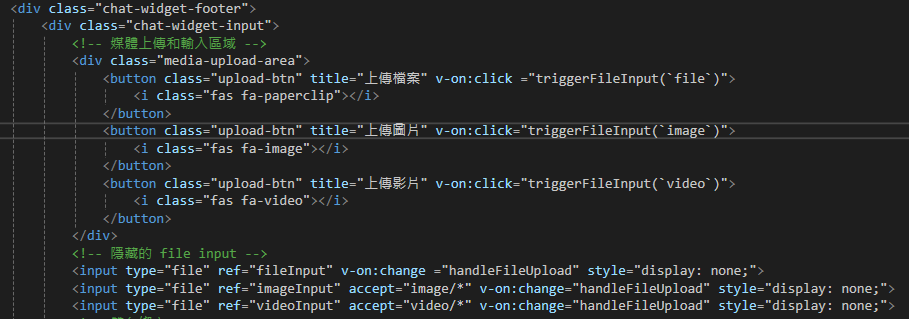 <div class="chat-widget-footer">
<div class="chat-widget-input">
<!-- 媒體上傳和輸入區域 -->
<div class="media-upload-area">
<button class="upload-btn" title="上傳檔案" v-on:click ="triggerFileInput(`file`)">
<i class="fas fa-paperclip"></i>
</button>
<button class="upload-btn" title="上傳圖片" v-on:click="triggerFileInput(`image`)">
<i class="fas fa-image"></i>
</button>
<button class="upload-btn" title="上傳影片" v-on:click="triggerFileInput(`video`)">
<i class="fas fa-video"></i>
</button>
</div>
<!-- 隱藏的 file input -->
<input type="file" ref="fileInput" v-on:change ="handleFileUpload" style="display: none;">
<input type="file" ref="imageInput" accept="image/*" v-on:change="handleFileUpload" style="display: none;">
<input type="file" ref="videoInput" accept="video/*" v-on:change="handleFileUpload" style="display: none;">